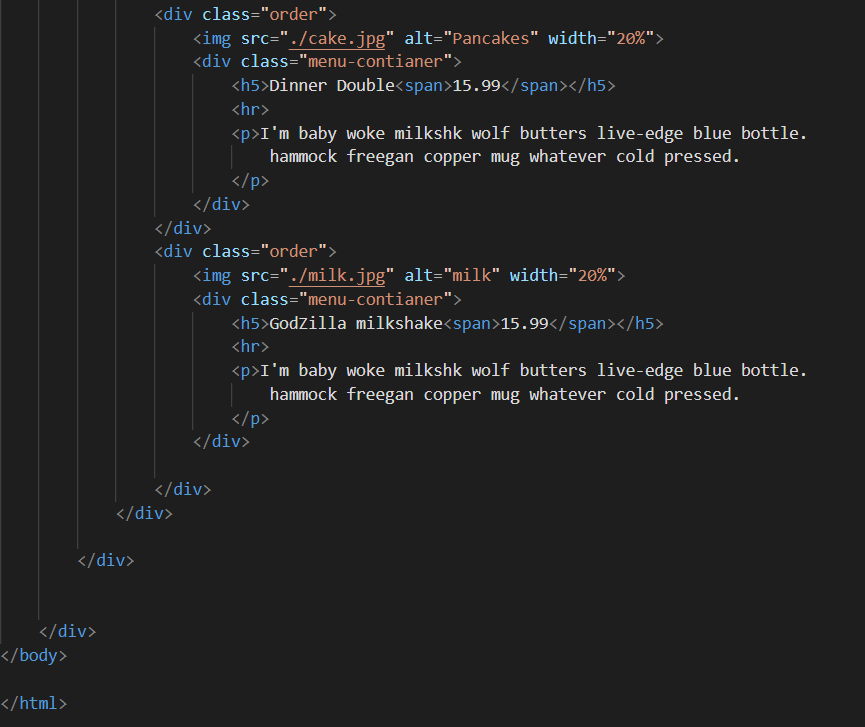 <div class="order">
<img src="./cake.jpg" alt="Pancakes" width="20%">
<div class="menu-contianer">
<h5>Dinner Double<span>15.99</span></h5>
<hr>
<p>I'm baby woke milkshk wolf butters live-edge blue bottle.
hammock freegan copper mug whatever cold pressed.
</p>
</div>
</div>
<div class="order">
<img src="./milk.jpg" alt="milk" width="20%">
<div class="menu-contianer">
<h5>GodZilla milkshake<span>15.99</span></h5>
<hr>
<p>I'm baby woke milkshk wolf butters live-edge blue bottle.
hammock freegan copper mug whatever cold pressed.
</p>
</div>
</div>
</div>
</div>
</div>
</body>
</html>